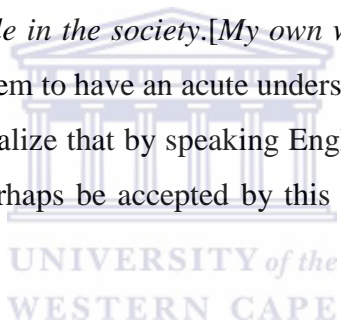 le in the society.[My own
em to have an acute unders
alize that by speaking Eng
rhaps be accepted by this
UNIVERSITY of the
WESTERN CAPE